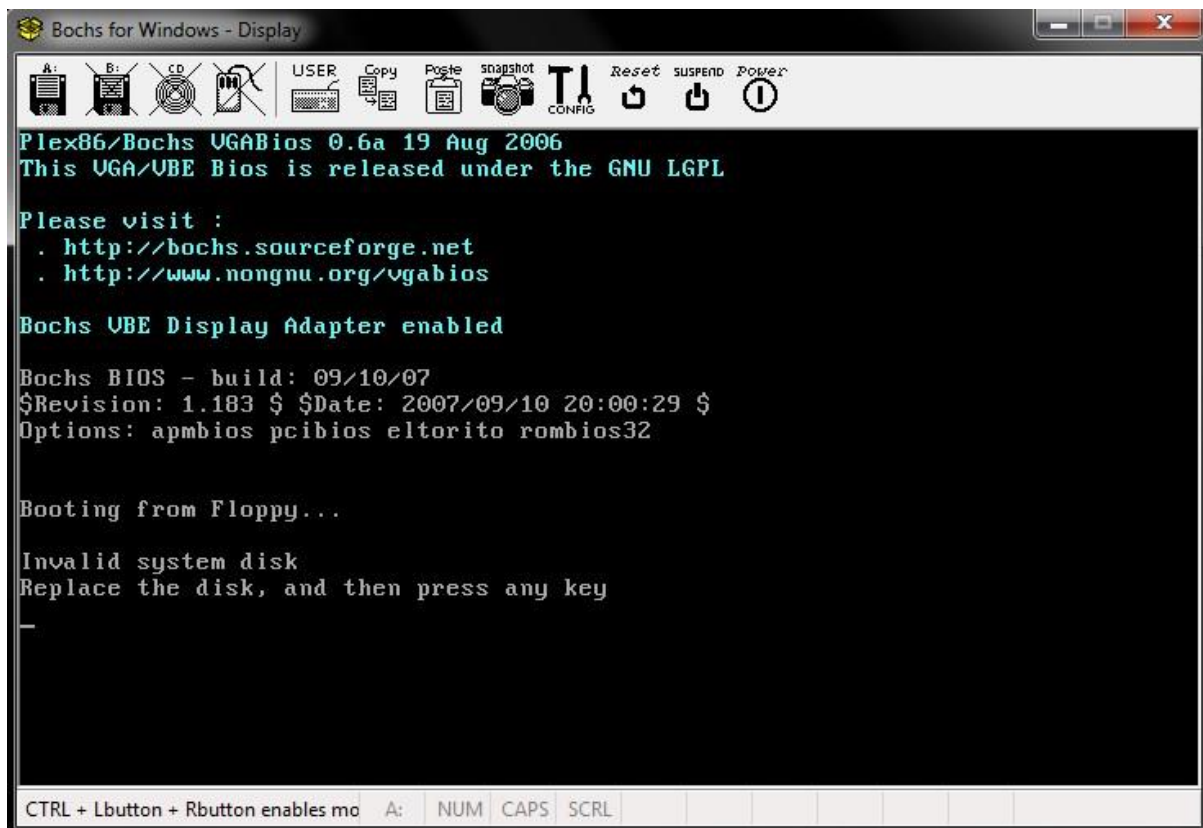 Bochs for Windows - Display
A: B: CD USER Copy Poste snapshot CONFIG Reset SUSPEND Power
Plex86/Bochs VGABios 0.6a 19 Aug 2006
This VGA/VBE Bios is released under the GNU LGPL
Please visit :
. http://bochs.sourceforge.net
. http://www.nongnu.org/vgabios
Bochs VBE Display Adapter enabled
Bochs BIOS - build: 09/10/07
$Revision: 1.183 $ $Date: 2007/09/10 20:00:29 $
Options: apmbios pcibios eltorito rombios32
Booting from Floppy...
Invalid system disk
Replace the disk, and then press any key
CTRL + Lbutton + Rbutton enables mo A: NUM CAPS SCRL